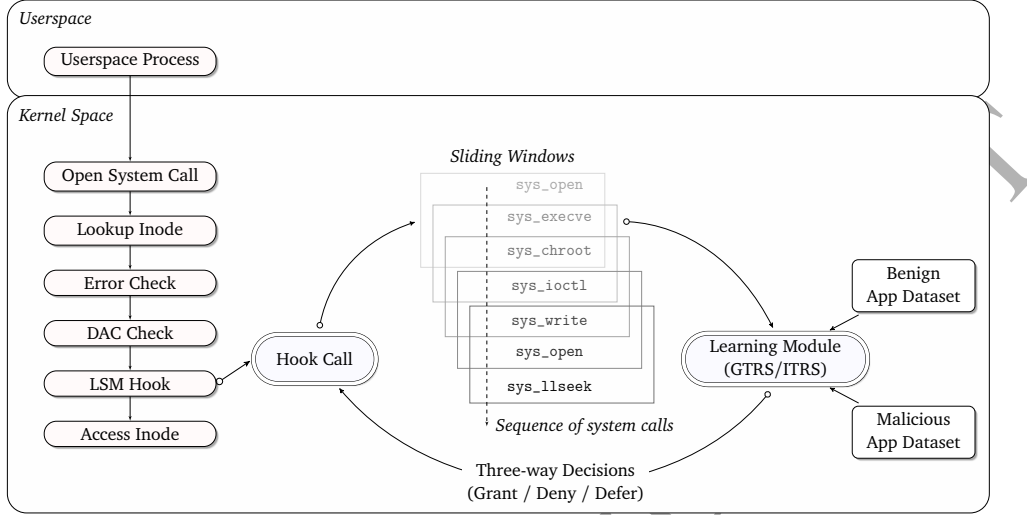 Userspace
Userspace Process
Kernel Space
Open System Call
Lookup Inode
Error Check
DAC Check
LSM Hook
Access Inode
Hook Call
Sliding Windows
sys_open
sys_execve
sys_chroot
sys_ioctl
sys_write
sys_open
sys_llseek
Sequence of system calls
Three-way Decisions
(Grant / Deny / Defer)
Learning Module
(GTRS/ITRS)
Benign
App Dataset
Malicious
App Dataset